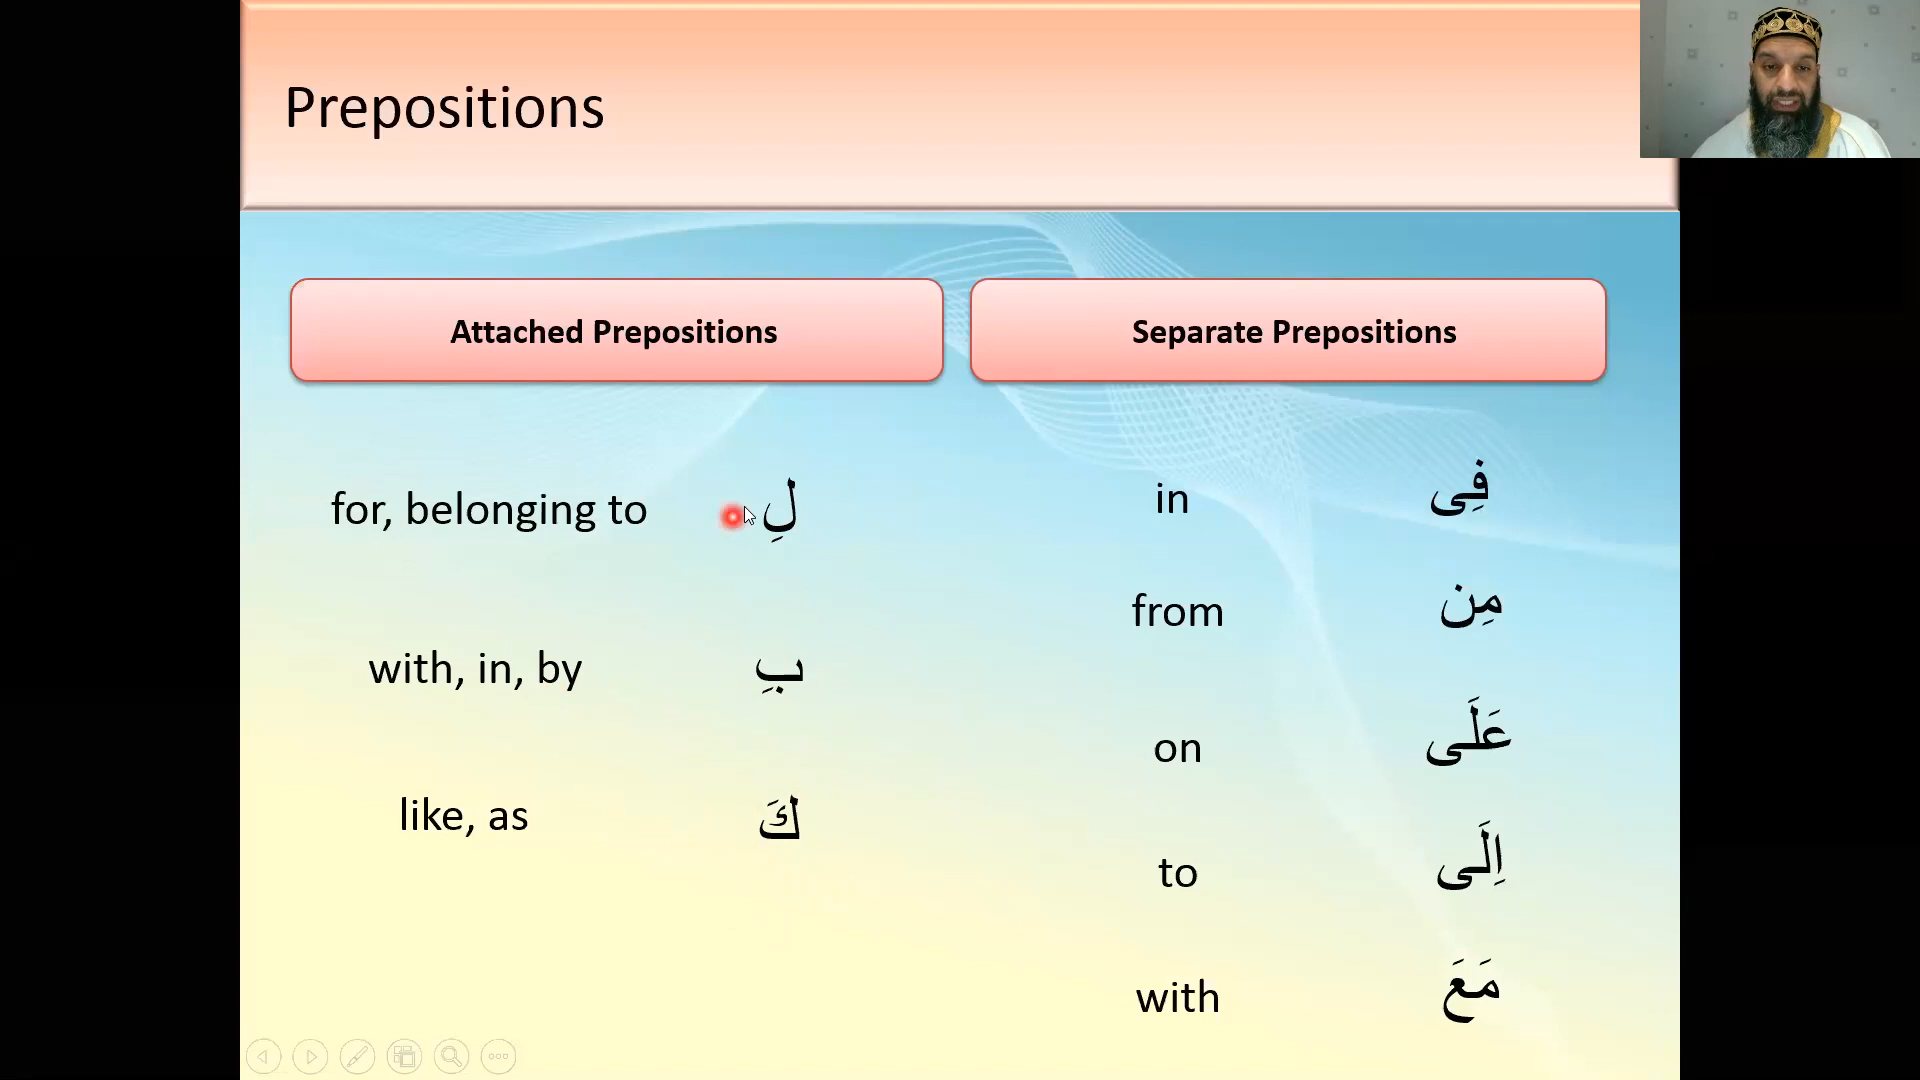 Prepositions
Attached Prepositions
for, belonging to لِ
with, in, by بِ
like, as كَ
Separate Prepositions
in فِى
from مِن
on عَلَى
to اِلَى
with مَعَ